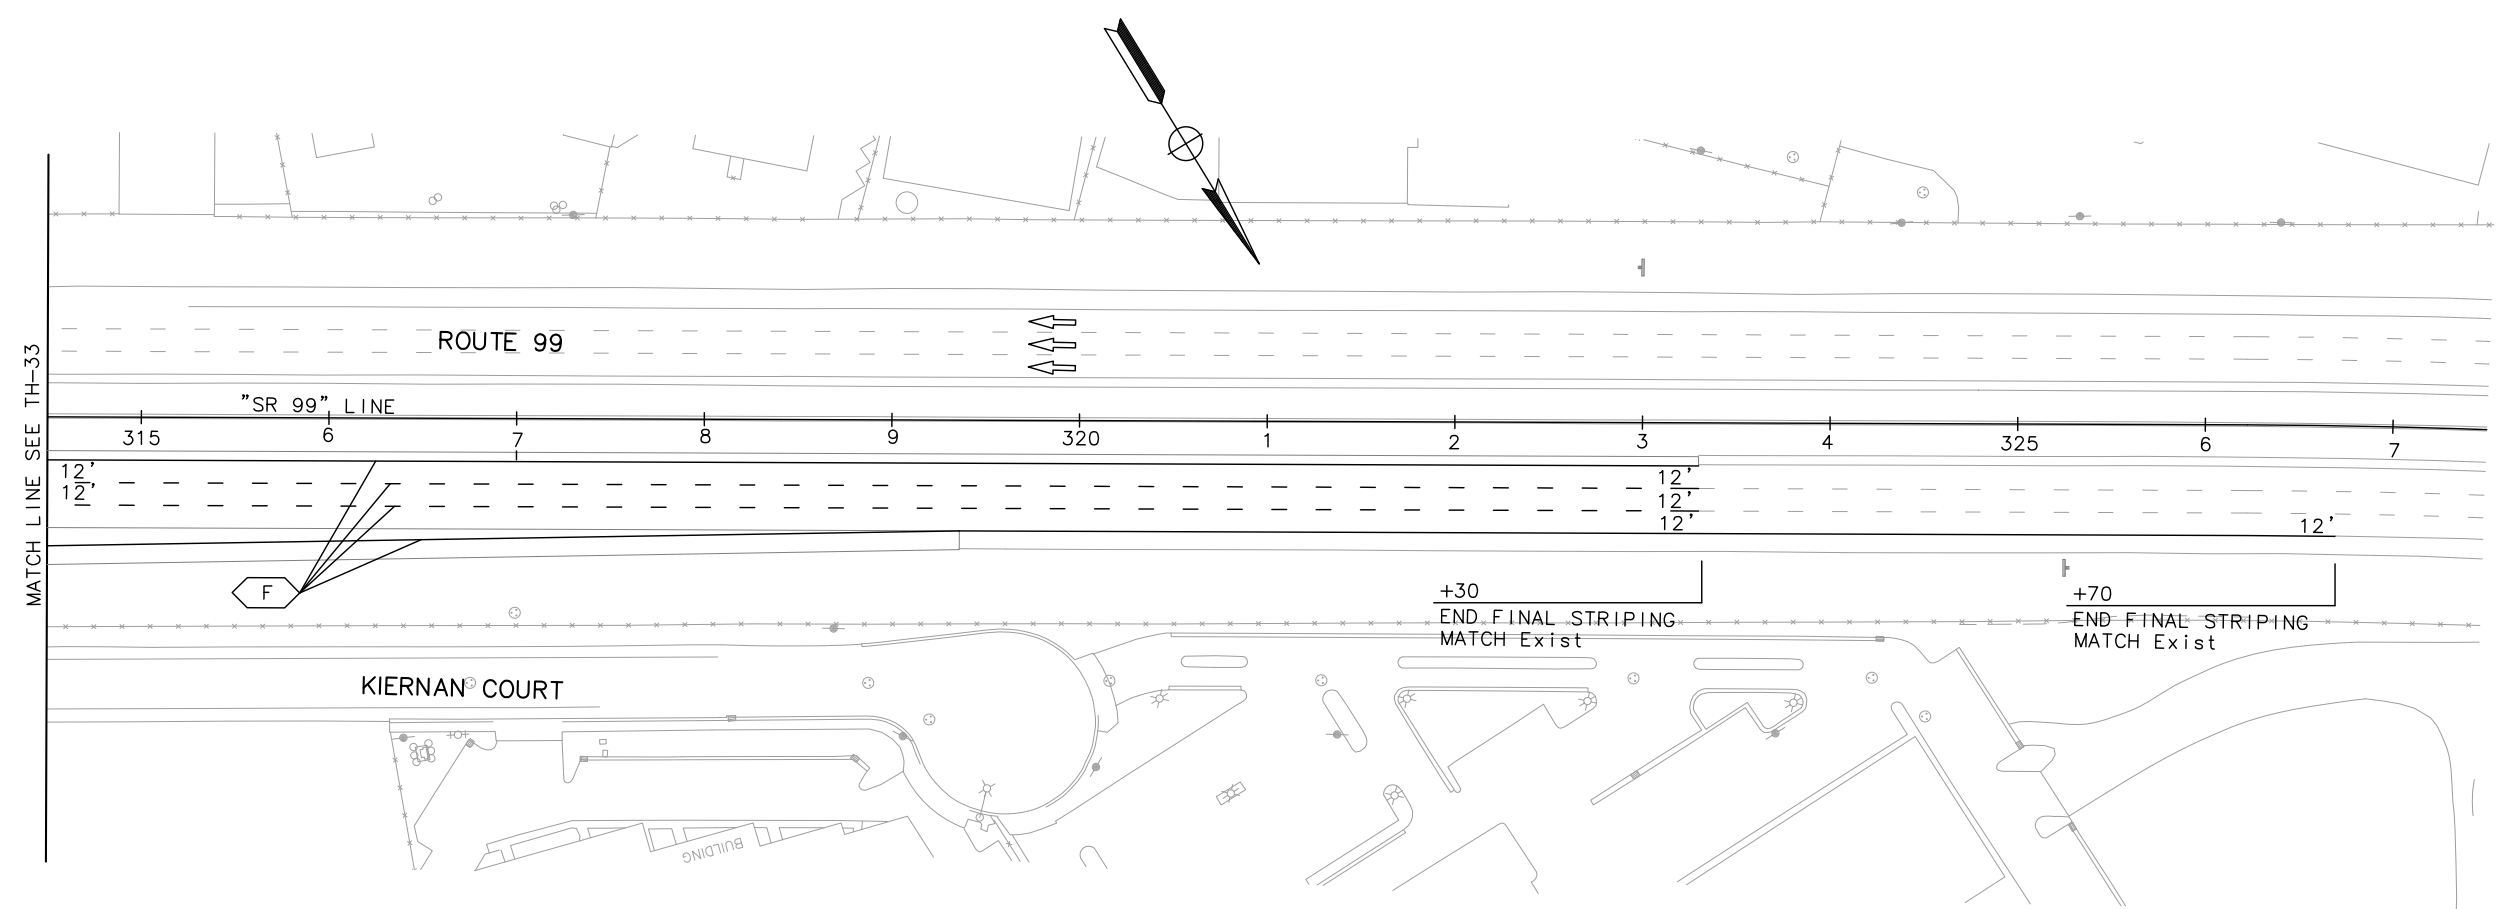 MATCH LINE SEE TH-33
ROUTE 99
"SR 99" LINE
315 6 7 8 9 320 1 2 3 4 325 6 7
12'
12'
12'
12'
12'
12'
F
+30
END FINAL STRIPING
MATCH Exist
+70
END FINAL STRIPING
MATCH Exist
KIERNAN COURT
BUILDING